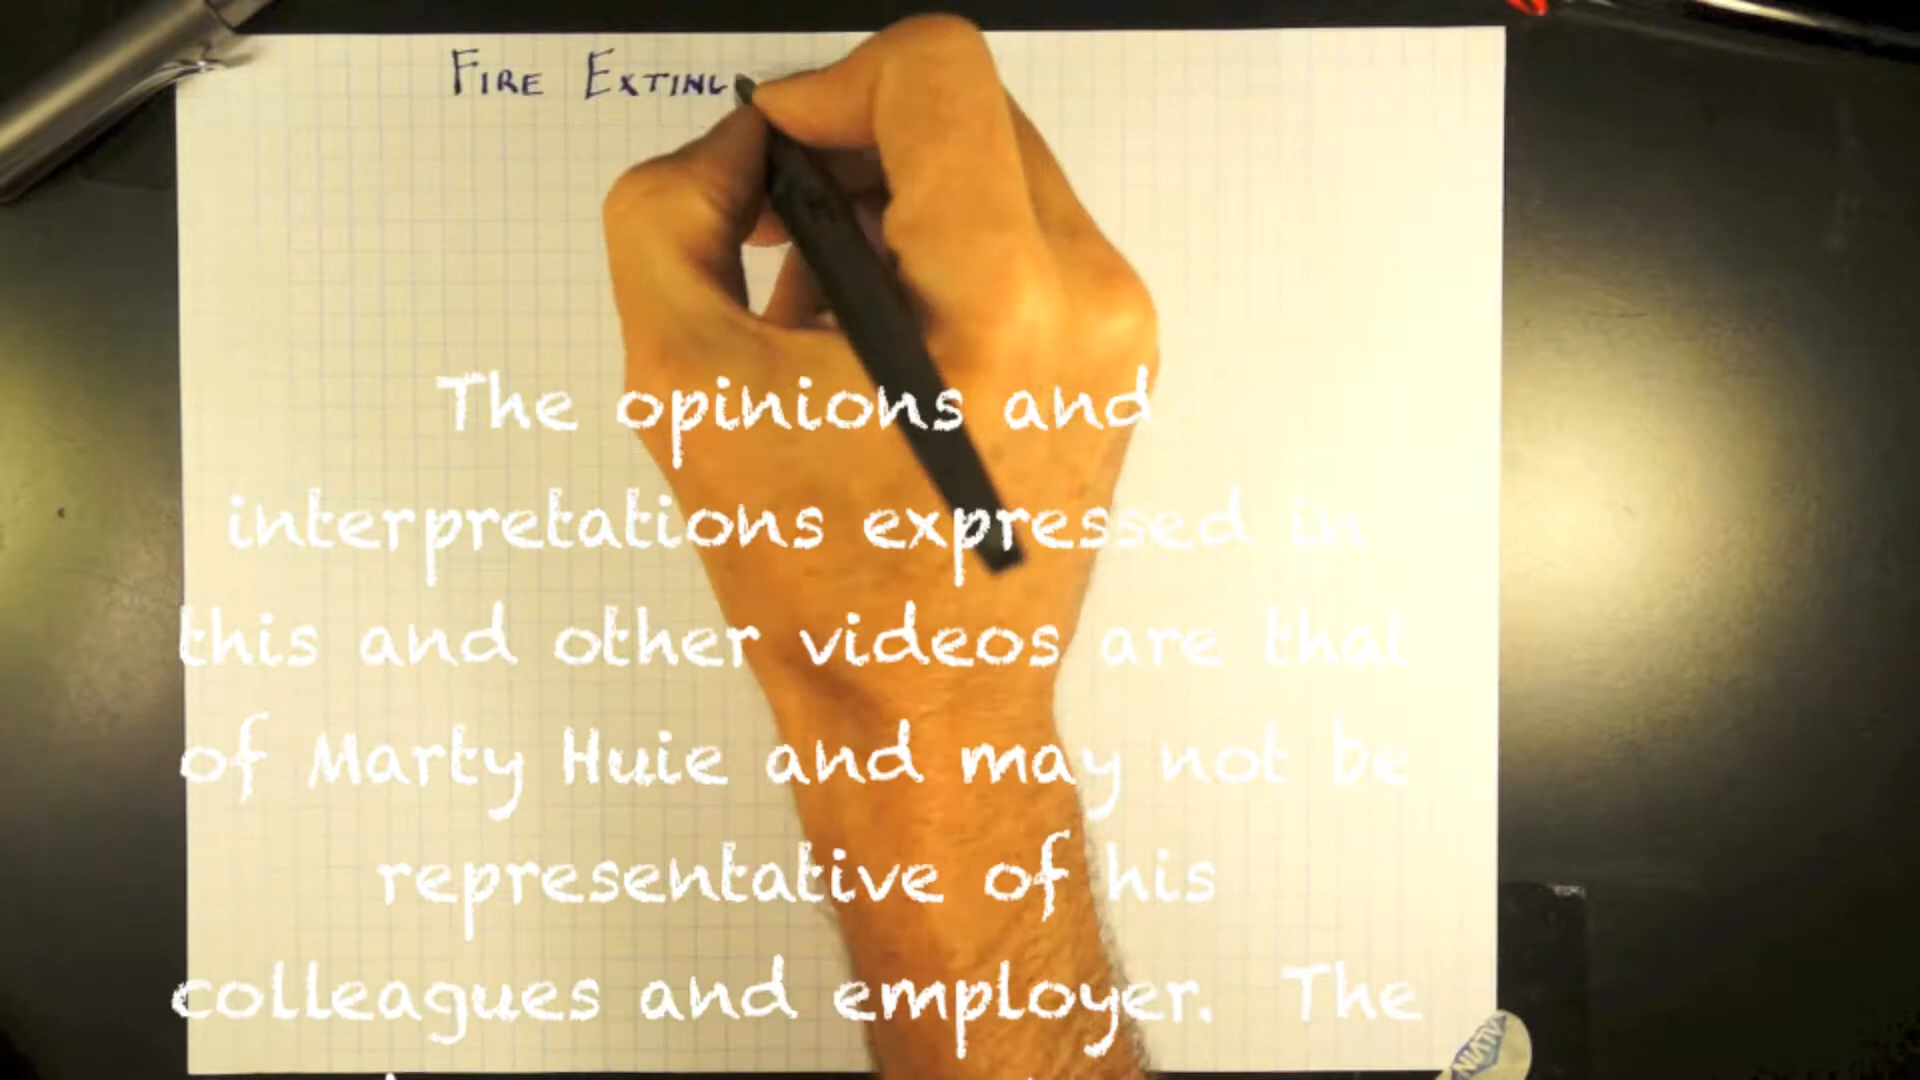 FIRE EXTING
The opinions and
interpretations expressed in
this and other videos are that
of Marty Huie and may not be
representative of his
colleagues and employer. The
ALVIN